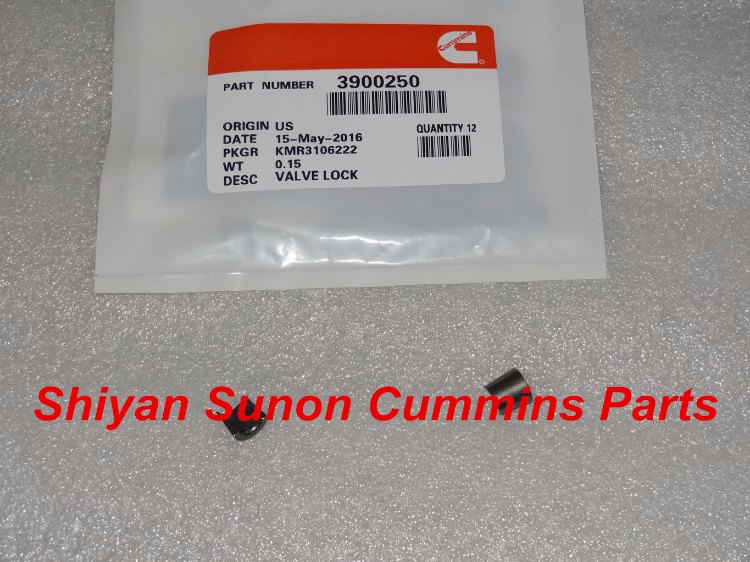 Cummins
PART NUMBER 3900250
ORIGIN US
QUANTITY 12
DATE 15-May-2016
PKGR KMR3106222
WT 0.15
DESC VALVE LOCK
Shiyan Sunon Cummins Parts